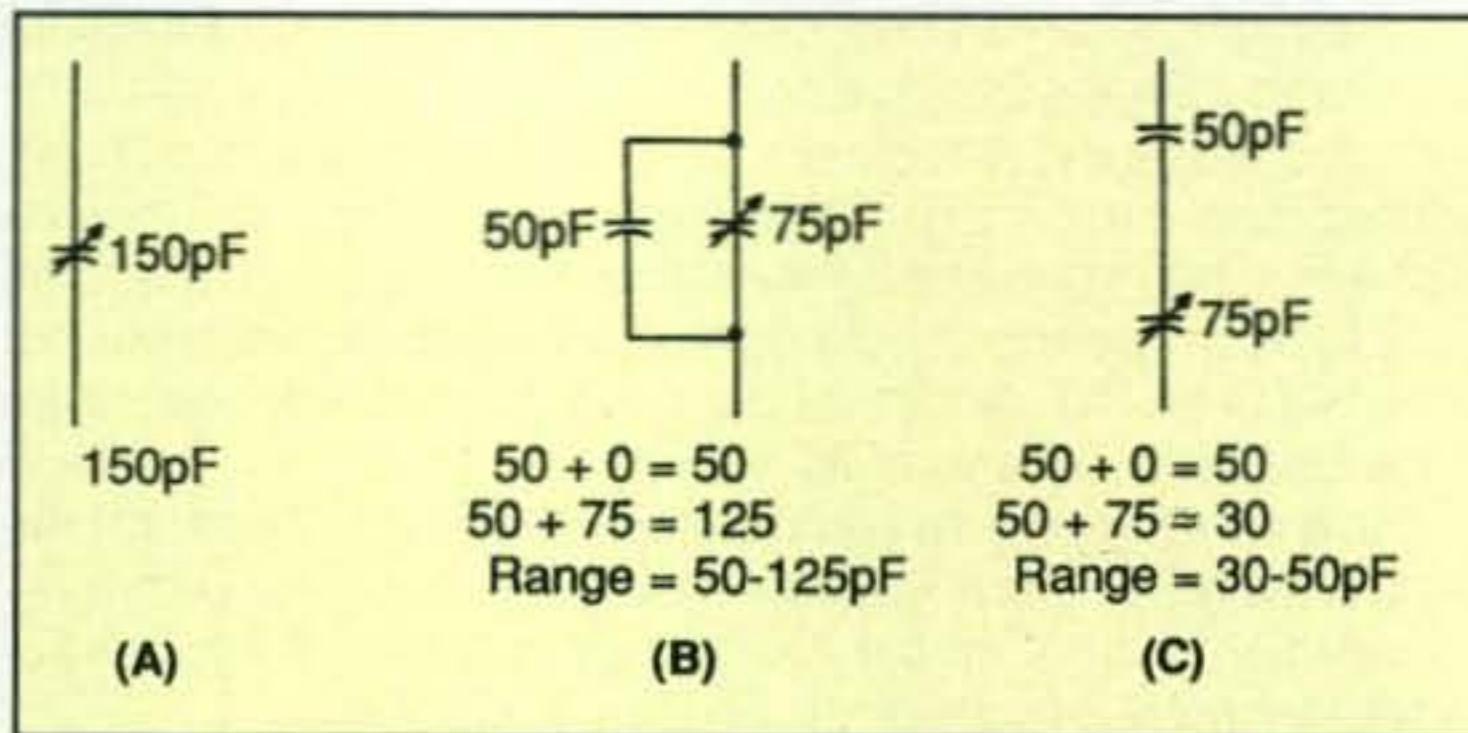 150pF
150pF
(A)
50pF
75pF
50 + 0 = 50
50 + 75 = 125
Range = 50-125pF
(B)
50pF
75pF
50 + 0 = 50
50 + 75 ≈ 30
Range = 30-50pF
(C)